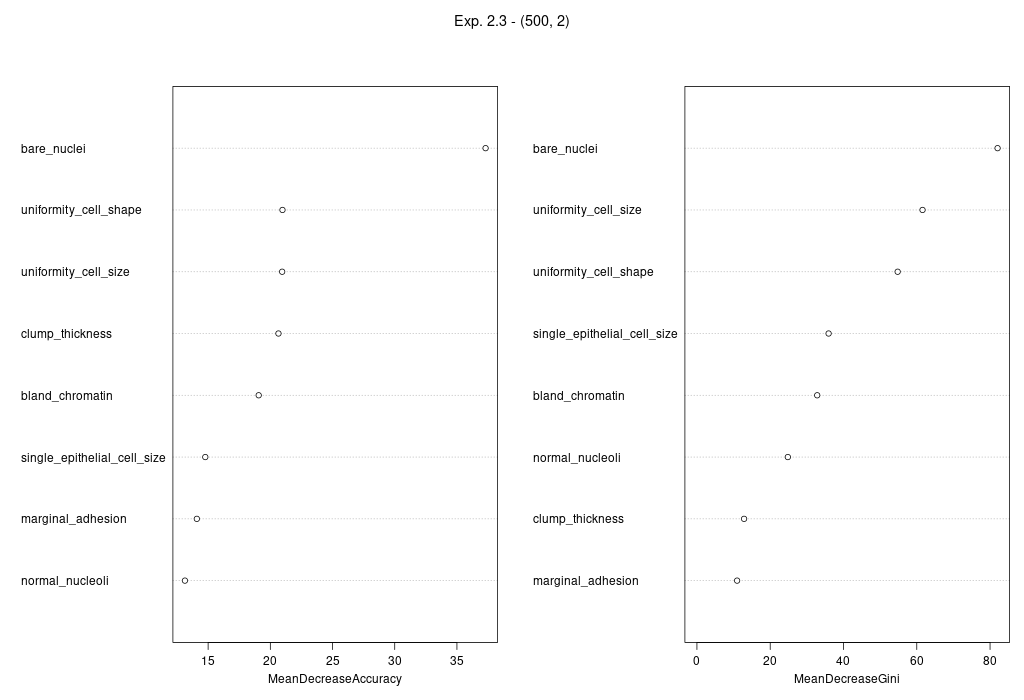 Exp. 2.3 - (500, 2)
bare_nuclei
uniformity_cell_shape
uniformity_cell_size
clump_thickness
bland_chromatin
single_epithelial_cell_size
marginal_adhesion
normal_nucleoli
15 20 25 30 35
MeanDecreaseAccuracy
bare_nuclei
uniformity_cell_size
uniformity_cell_shape
single_epithelial_cell_size
bland_chromatin
normal_nucleoli
clump_thickness
marginal_adhesion
0 20 40 60 80
MeanDecreaseGini